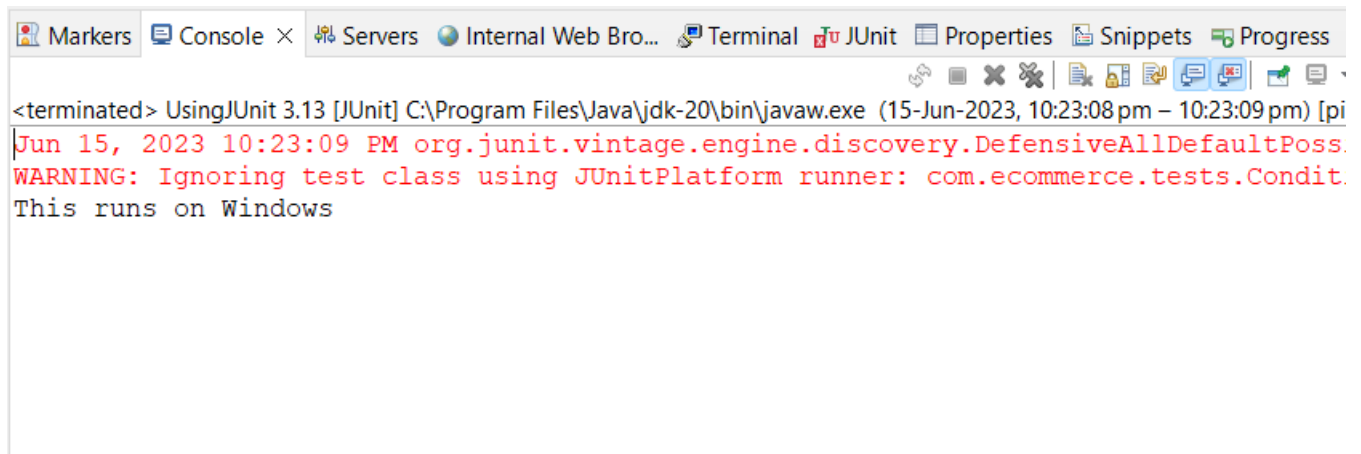 Markers Console Servers Internal Web Bro... Terminal JUnit Properties Snippets Progress
<terminated> UsingJUnit 3.13 [JUnit] C:\Program Files\Java\jdk-20\bin\javaw.exe (15-Jun-2023, 10:23:08 pm – 10:23:09 pm) [pi
Jun 15, 2023 10:23:09 PM org.junit.vintage.engine.discovery.DefensiveAllDefaultPoss
WARNING: Ignoring test class using JUnitPlatform runner: com.ecommerce.tests.Condit
This runs on Windows